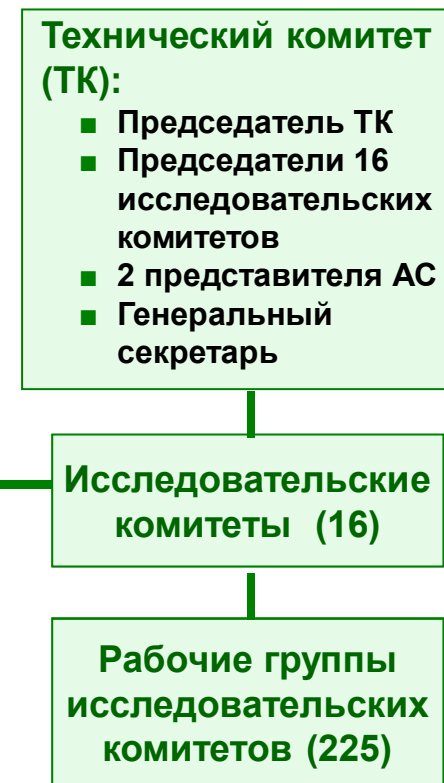 Технический комитет
(ТК):
■ Председатель ТК
■ Председатели 16
исследовательских
комитетов
■ 2 представителя АС
■ Генеральный
секретарь
Исследовательские
комитеты (16)
Рабочие группы
исследовательских
комитетов (225)